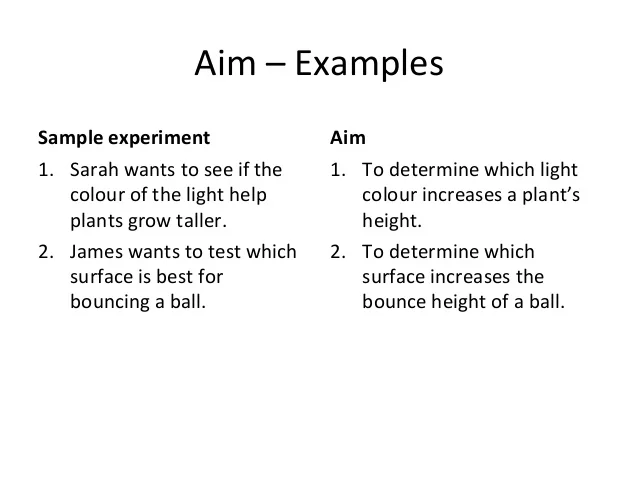 Aim – Examples
Sample experiment
1. Sarah wants to see if the
colour of the light help
plants grow taller.
2. James wants to test which
surface is best for
bouncing a ball.
Aim
1. To determine which light
colour increases a plant’s
height.
2. To determine which
surface increases the
bounce height of a ball.